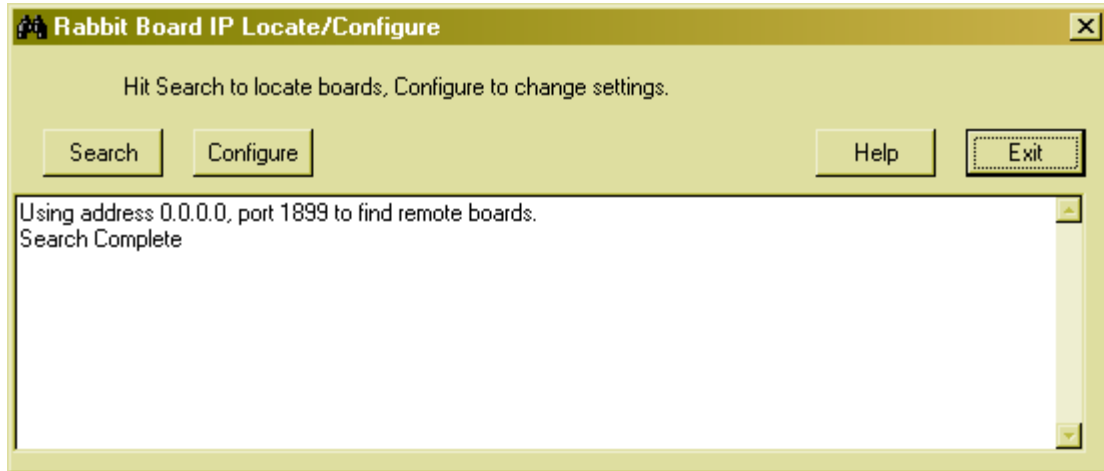 Rabbit Board IP Locate/Configure
Hit Search to locate boards, Configure to change settings.
Search Configure Help Exit
Using address 0.0.0.0, port 1899 to find remote boards.
Search Complete